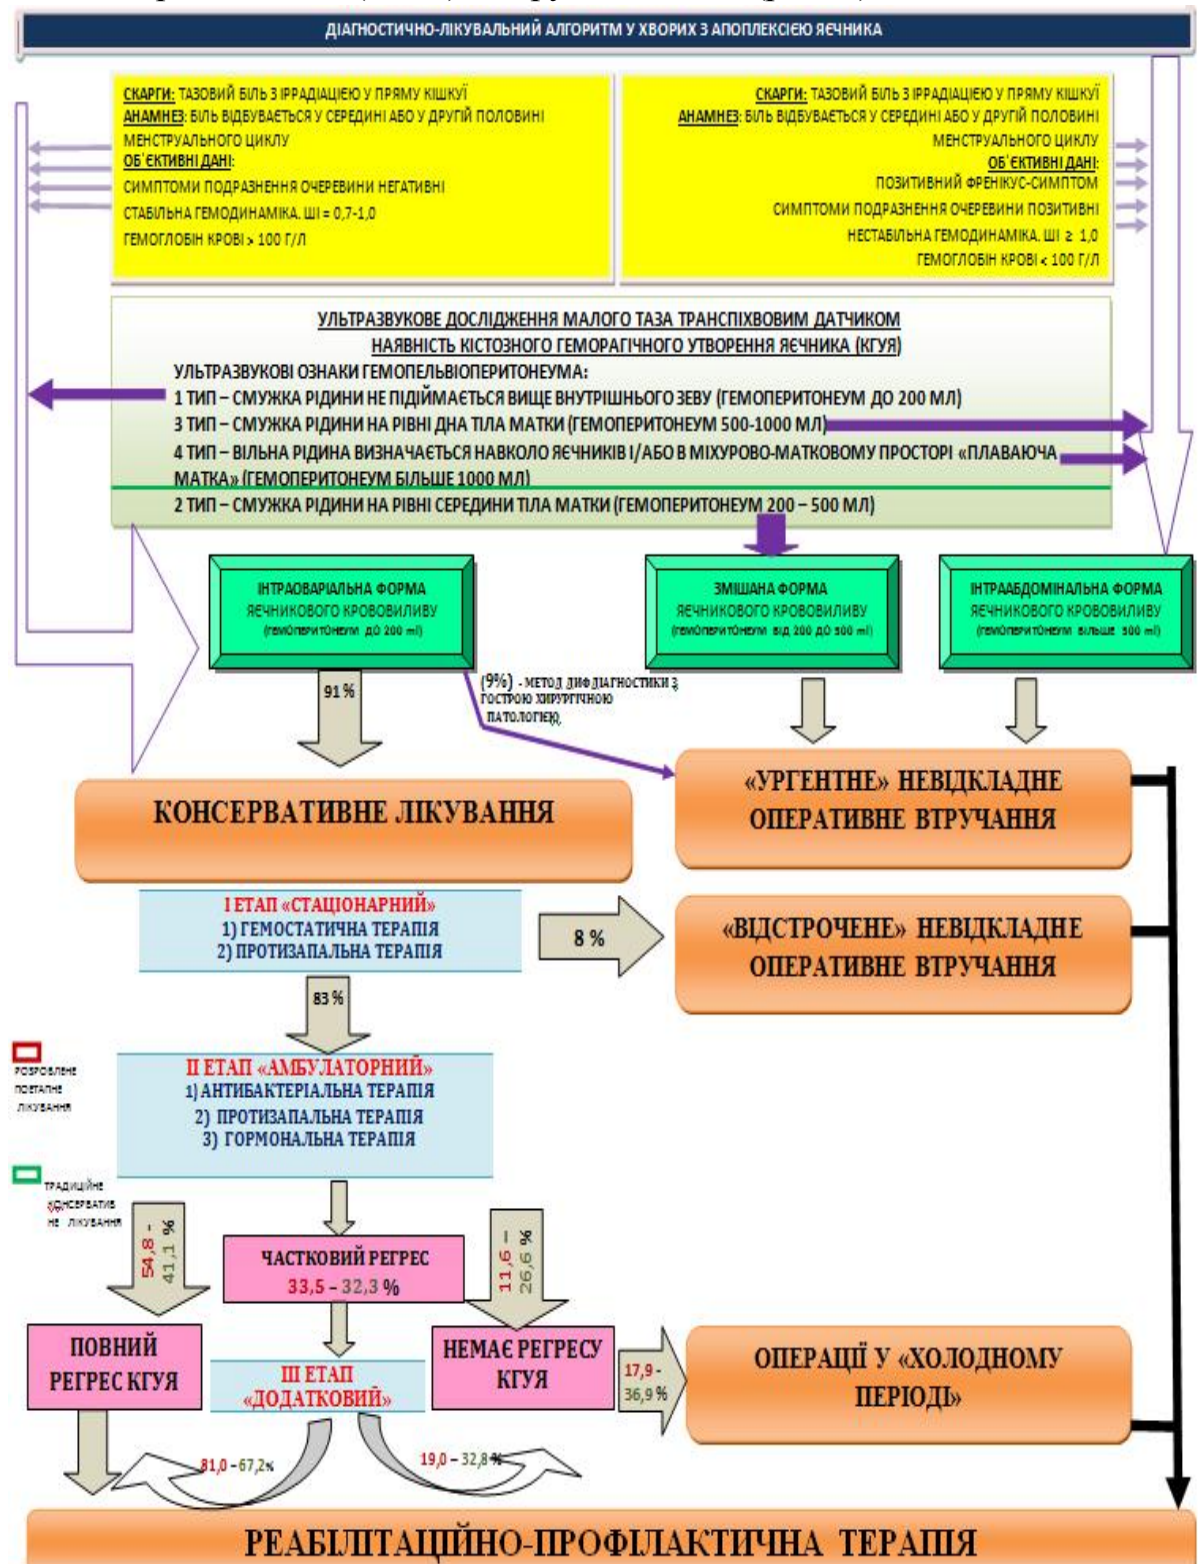 ДІАГНОСТИЧНО-ЛІКУВАЛЬНИЙ АЛГОРИТМ У ХВОРИХ З АПОПЛЕКСІЄЮ ЯЄЧНИКА
СКАРГИ: ТАЗОВИЙ БІЛЬ З ІРРАДІАЦІЄЮ У ПРЯМУ КІШКУЇ
АНАМНЕЗ: БІЛЬ ВІДБУВАЄТЬСЯ У СЕРЕДИНІ АБО У ДРУГІЙ ПОЛОВИНІ
МЕНСТРУАЛЬНОГО ЦИКЛУ
ОБ'ЄКТИВНІ ДАНІ:
СИМПТОМИ ПОДРАЗНЕННЯ ОЧЕРЕВИНИ НЕГАТИВНІ
СТАБІЛЬНА ГЕМОДИНАМІКА. ШІ = 0,7-1,0
ГЕМОГЛОБІН КРОВІ > 100 Г/Л
СКАРГИ: ТАЗОВИЙ БІЛЬ З ІРРАДІАЦІЄЮ У ПРЯМУ КІШКУЇ
АНАМНЕЗ: БІЛЬ ВІДБУВАЄТЬСЯ У СЕРЕДИНІ АБО У ДРУГІЙ ПОЛОВИНІ
МЕНСТРУАЛЬНОГО ЦИКЛУ
ОБ'ЄКТИВНІ ДАНІ:
ПОЗИТИВНИЙ ФРЕНІКУС-СИМПТОМ
СИМПТОМИ ПОДРАЗНЕННЯ ОЧЕРЕВИНИ ПОЗИТИВНІ
НЕСТАБІЛЬНА ГЕМОДИНАМІКА. ШІ ≥ 1,0
ГЕМОГЛОБІН КРОВІ < 100 Г/Л
УЛЬТРАЗВУКОВЕ ДОСЛІДЖЕННЯ МАЛОГО ТАЗА ТРАНСПІХВОВИМ ДАТЧИКОМ
НАЯВНІСТЬ КІСТОЗНОГО ГЕМОРАГІЧНОГО УТВОРЕННЯ ЯЄЧНИКА (КГУЯ)
УЛЬТРАЗВУКОВІ ОЗНАКИ ГЕМОПЕЛЬВІОПЕРИТОНЕУМА:
1 ТИП – СМУЖКА РІДИНИ НЕ ПІДІЙМАЄТЬСЯ ВИЩЕ ВНУТРІШНЬОГО ЗЕВУ (ГЕМОПЕРИТОНЕУМ ДО 200 МЛ)
3 ТИП – СМУЖКА РІДИНИ НА РІВНІ ДНА ТІЛА МАТКИ (ГЕМОПЕРИТОНЕУМ 500-1000 МЛ)
4 ТИП – ВІЛЬНА РІДИНА ВИЗНАЧАЄТЬСЯ НАВКОЛО ЯЄЧНИКІВ І/АБО В МІХУРОВО-МАТКОВОМУ ПРОСТОРІ «ПЛАВАЮЧА
МАТКА» (ГЕМОПЕРИТОНЕУМ БІЛЬШЕ 1000 МЛ)
2 ТИП – СМУЖКА РІДИНИ НА РІВНІ СЕРЕДИНИ ТІЛА МАТКИ (ГЕМОПЕРИТОНЕУМ 200 – 500 МЛ)
ІНТРАОВАРІАЛЬНА ФОРМА
ЯЄЧНИКОВОГО КРОВОВИЛИВУ
(ГЕМОПЕРИТОНЕУМ ДО 200 ml)
ЗМІШАНА ФОРМА
ЯЄЧНИКОВОГО КРОВОВИЛИВУ
(ГЕМОПЕРИТОНЕУМ ВІД 200 ДО 500 ml)
ІНТРААБДОМІНАЛЬНА ФОРМА
ЯЄЧНИКОВОГО КРОВОВИЛИВУ
(ГЕМОПЕРИТОНЕУМ БІЛЬШЕ 500 ml)
91 %
(9%) - МЕТОД ДИФДІАГНОСТИКИ З
ГОСТРОЮ ХИРУРГІЧНОЮ
ПАТОЛОГІЄЮ
КОНСЕРВАТИВНЕ ЛІКУВАННЯ
«УРГЕНТНЕ» НЕВІДКЛАДНЕ
ОПЕРАТИВНЕ ВТРУЧАННЯ
І ЕТАП «СТАЦІОНАРНИЙ»
1) ГЕМОСТАТИЧНА ТЕРАПІЯ
2) ПРОТИЗАПАЛЬНА ТЕРАПІЯ
8 %
«ВІДСТРОЧЕНЕ» НЕВІДКЛАДНЕ
ОПЕРАТИВНЕ ВТРУЧАННЯ
83 %
РОЗРОБЛЕНЕ
ПОЕТАПНЕ
ЛІКУВАННЯ
ІІ ЕТАП «АМБУЛАТОРНИЙ»
1) АНТИБАКТЕРІАЛЬНА ТЕРАПІЯ
2) ПРОТИЗАПАЛЬНА ТЕРАПІЯ
3) ГОРМОНАЛЬНА ТЕРАПІЯ
ТРАДИЦІЙНЕ
КОНСЕРВАТИВ
НЕ ЛІКУВАННЯ
54,8 –
41,1 %
ЧАСТКОВИЙ РЕГРЕС
33,5 – 32,3 %
11,6 –
26,6 %
ПОВНИЙ
РЕГРЕС КГУЯ
ІІІ ЕТАП
«ДОДАТКОВИЙ»
НЕМАЄ РЕГРЕСУ
КГУЯ
17,9 -
36,9 %
ОПЕРАЦІЇ У «ХОЛОДНОМУ
ПЕРІОДІ»
81,0 – 67,2%
19,0 – 32,8 %
РЕАБІЛІТАЦІЙНО-ПРОФІЛАКТИЧНА ТЕРАПІЯ